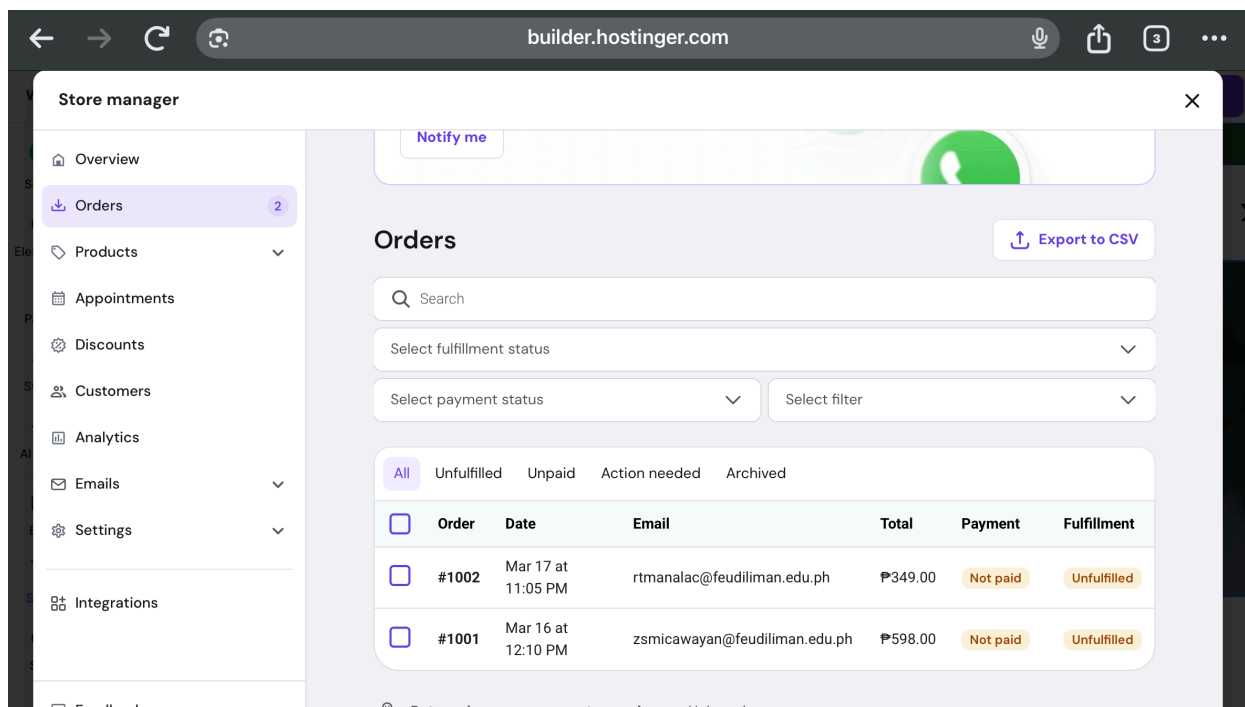 builder.hostinger.com
3
Store manager
Notify me
Overview
Orders
2
Products
Appointments
Discounts
Customers
Analytics
Emails
Settings
Integrations
Orders
Export to CSV
Search
Select fulfillment status
Select payment status
Select filter
All Unfulfilled Unpaid Action needed Archived
Order Date Email Total Payment Fulfillment
#1002 Mar 17 at 11:05 PM rtmanalac@feudiliman.edu.ph ₱349.00 Not paid Unfulfilled
#1001 Mar 16 at 12:10 PM zsmicawayan@feudiliman.edu.ph ₱598.00 Not paid Unfulfilled